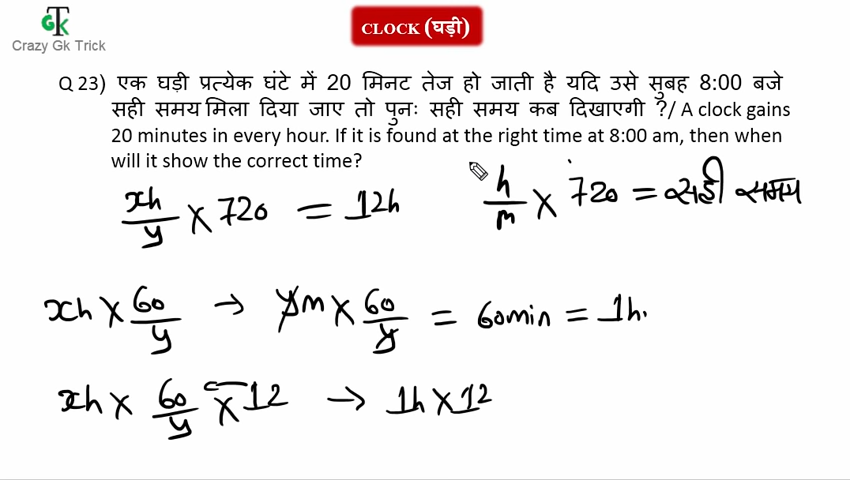 GTK
Crazy Gk Trick
CLOCK (घड़ी)
Q 23) एक घड़ी प्रत्येक घंटे में 20 मिनट तेज हो जाती है यदि उसे सुबह 8:00 बजे
सही समय मिला दिया जाए तो पुनः सही समय कब दिखाएगी ?/ A clock gains
20 minutes in every hour. If it is found at the right time at 8:00 am, then when
will it show the correct time?
xh/y × 720 = 12h
h/m × 720 = सही समय
xh × 60/y → ym × 60/y = 60min = 1h.
xh × 60/y × 12 → 1h × 12